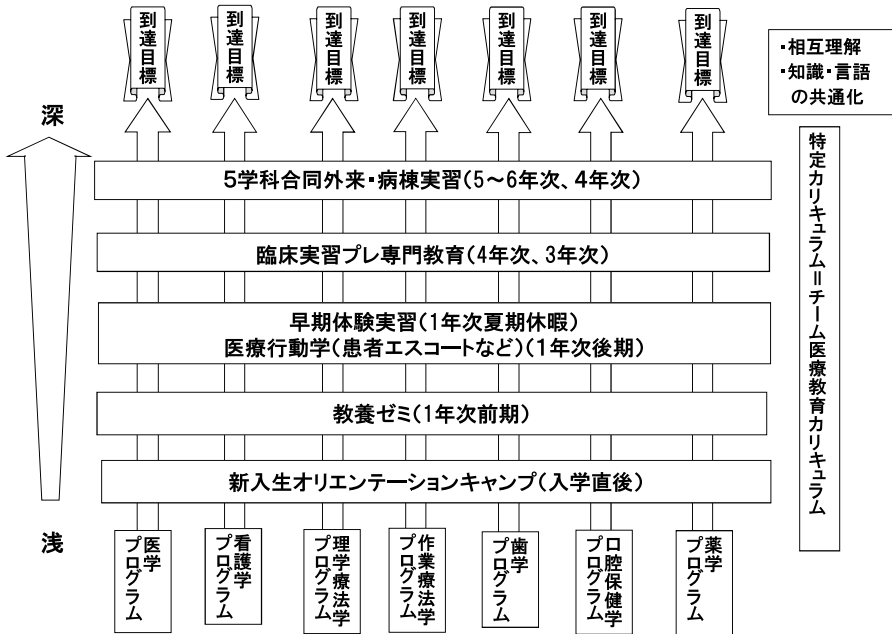 到達目標
到達目標
到達目標
到達目標
到達目標
到達目標
到達目標
・相互理解
・知識・言語
の共通化
深
5学科合同外来・病棟実習(5~6年次、4年次)
臨床実習プレ専門教育(4年次、3年次)
早期体験実習(1年次夏期休暇)
医療行動学(患者エスコートなど)(1年次後期)
教養ゼミ(1年次前期)
新入生オリエンテーションキャンプ(入学直後)
浅
特定カリキュラム=チーム医療教育カリキュラム
医学
プログラム
看護学
プログラム
理学療法学
プログラム
作業療法学
プログラム
歯学
プログラム
口腔保健学
プログラム
薬学
プログラム